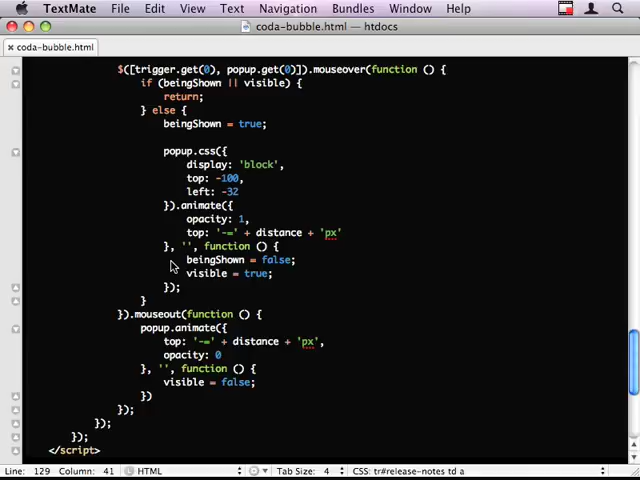 TextMate File Edit View Text Navigation Bundles Window Help
coda-bubble.html — htdocs
× coda-bubble.html
$([trigger.get(0), popup.get(0)]).mouseover(function () {
if (beingShown || visible) {
return;
} else {
beingShown = true;
popup.css({
display: 'block',
top: -100,
left: -32
}).animate({
opacity: 1,
top: '-=' + distance + 'px'
}, '', function () {
beingShown = false;
visible = true;
});
}
}).mouseout(function () {
popup.animate({
top: '-=' + distance + 'px',
opacity: 0
}, '', function () {
visible = false;
})
});
});
});
</script>
Line: 129 Column: 41 HTML Tab Size: 4 CSS: tr#release-notes td a